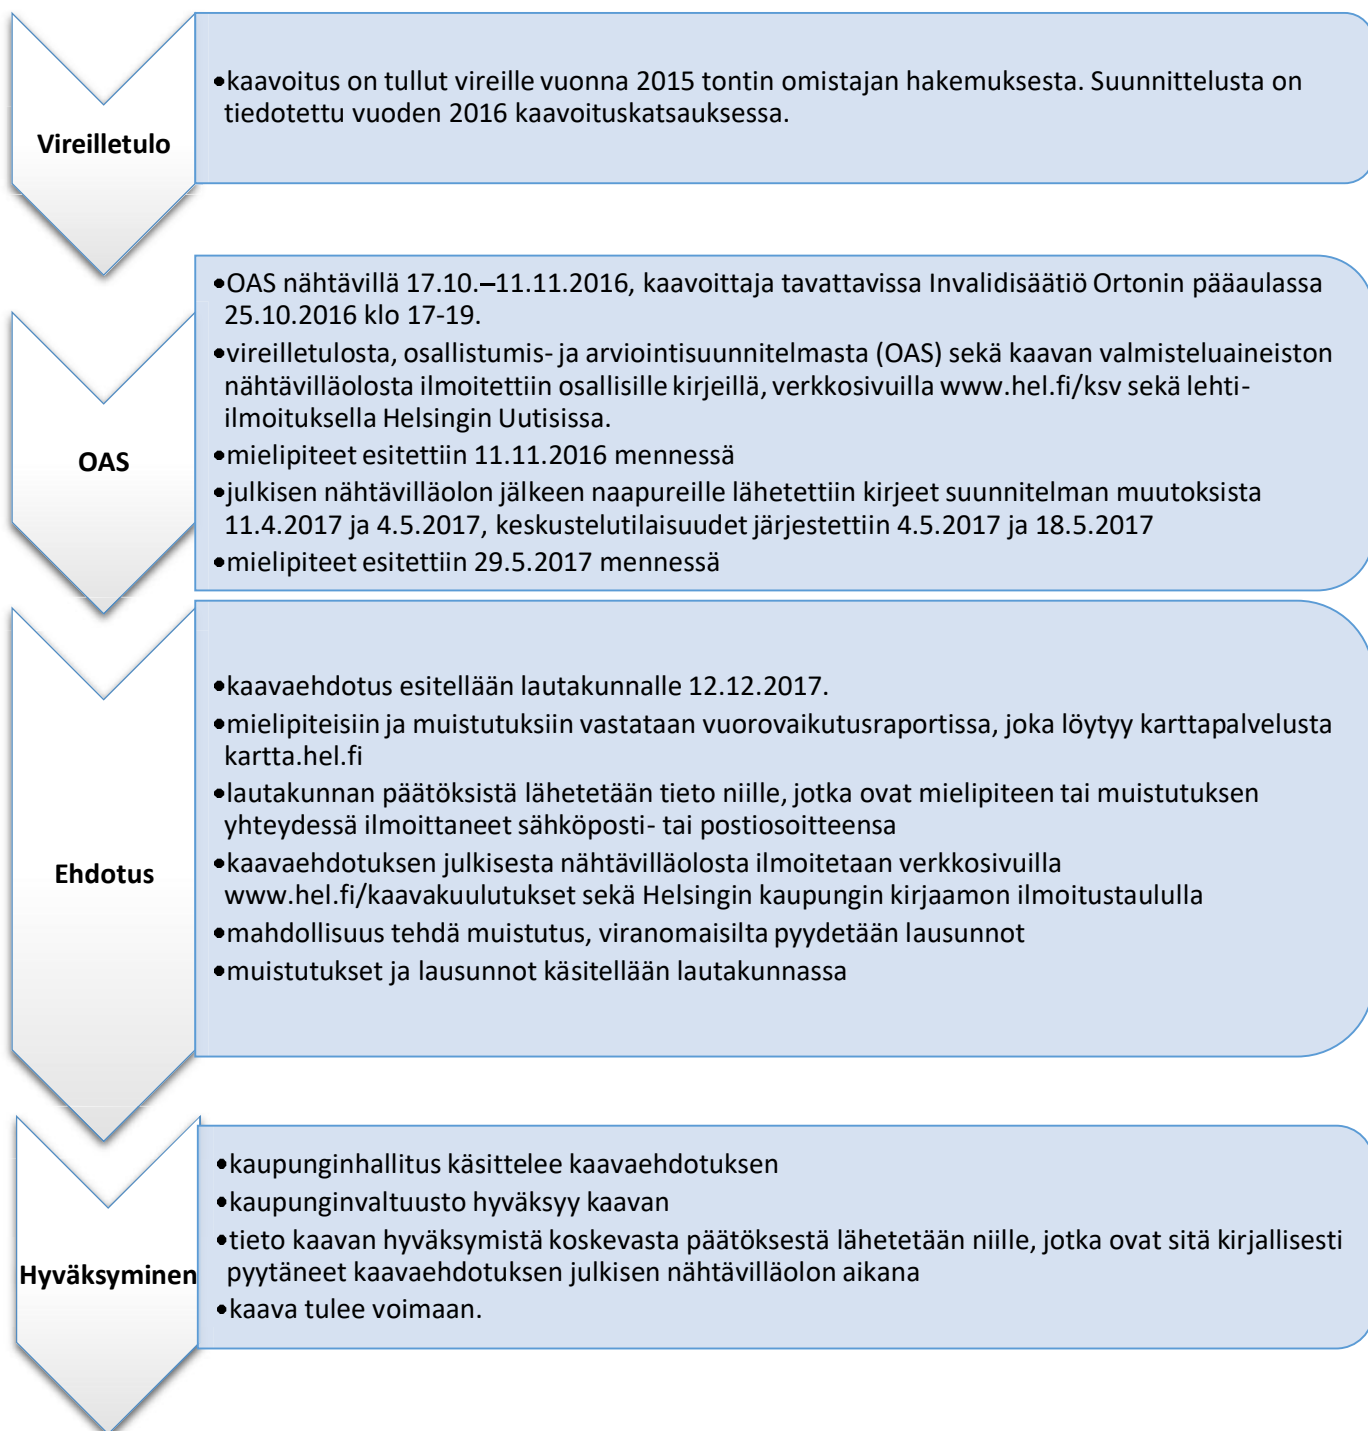 Vireilletulo
•kaavoitus on tullut vireille vuonna 2015 tontin omistajan hakemuksesta. Suunnittelusta on
tiedotettu vuoden 2016 kaavoituskatsauksessa.
OAS
•OAS nähtävillä 17.10.–11.11.2016, kaavoittaja tavattavissa Invalidisäätiö Ortonin pääaulassa
25.10.2016 klo 17-19.
•vireilletulosta, osallistumis- ja arviointisuunnitelmasta (OAS) sekä kaavan valmisteluaineiston
nähtävilläolosta ilmoitettiin osallisille kirjeillä, verkkosivuilla www.hel.fi/ksv sekä lehti-
ilmoituksella Helsingin Uutisissa.
•mielipiteet esitettiin 11.11.2016 mennessä
•julkisen nähtävilläolon jälkeen naapureille lähetettiin kirjeet suunnitelman muutoksista
11.4.2017 ja 4.5.2017, keskustelutilaisuudet järjestettiin 4.5.2017 ja 18.5.2017
•mielipiteet esitettiin 29.5.2017 mennessä
Ehdotus
•kaavaehdotus esitellään lautakunnalle 12.12.2017.
•mielipiteisiin ja muistutuksiin vastataan vuorovaikutusraportissa, joka löytyy karttapalvelusta
kartta.hel.fi
•lautakunnan päätöksistä lähetetään tieto niille, jotka ovat mielipiteen tai muistutuksen
yhteydessä ilmoittaneet sähköposti- tai postiosoitteensa
•kaavaehdotuksen julkisesta nähtävilläolosta ilmoitetaan verkkosivuilla
www.hel.fi/kaavakuulutukset sekä Helsingin kaupungin kirjaamon ilmoitustaululla
•mahdollisuus tehdä muistutus, viranomaisilta pyydetään lausunnot
•muistutukset ja lausunnot käsitellään lautakunnassa
Hyväksyminen
•kaupunginhallitus käsittelee kaavaehdotuksen
•kaupunginvaltuusto hyväksyy kaavan
•tieto kaavan hyväksymistä koskevasta päätöksestä lähetetään niille, jotka ovat sitä kirjallisesti
pyytäneet kaavaehdotuksen julkisen nähtävilläolon aikana
•kaava tulee voimaan.